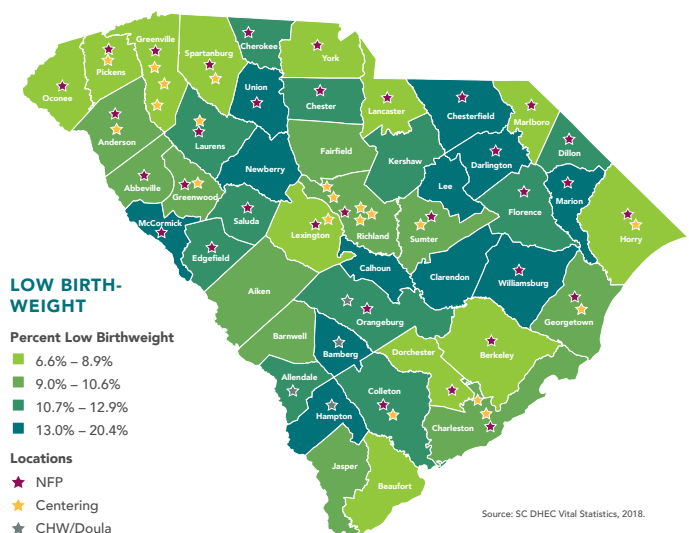 Cherokee
Greenville
Spartanburg
York
Pickens
Oconee
Union
Chester
Lancaster
Chesterfield
Marlboro
Anderson
Laurens
Dillon
Fairfield
Kershaw
Darlington
Newberry
Abbeville
Greenwood
Lee
Marion
Florence
Saluda
McCormick
Lexington
Richland
Sumter
Horry
Edgefield
Calhoun
Clarendon
Williamsburg
Aiken
Georgetown
Orangeburg
Barnwell
Bamberg
Dorchester
Berkeley
Allendale
Colleton
Hampton
Charleston
Jasper
Beaufort
LOW BIRTH-
WEIGHT
Percent Low Birthweight
6.6% – 8.9%
9.0% – 10.6%
10.7% – 12.9%
13.0% – 20.4%
Locations
NFP
Centering
CHW/Doula
Source: SC DHEC Vital Statistics, 2018.